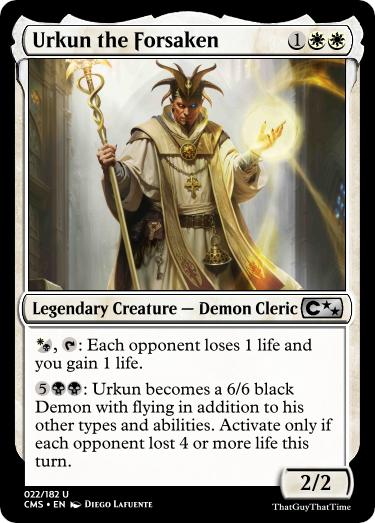 Urkun the Forsaken 1
Legendary Creature — Demon Cleric C
, : Each opponent loses 1 life and
you gain 1 life.
5 : Urkun becomes a 6/6 black
Demon with flying in addition to his
other types and abilities. Activate only if
each opponent lost 4 or more life this
turn.
2/2
022/182 U
CMS • EN Diego Lafuente
ThatGuyThatTime